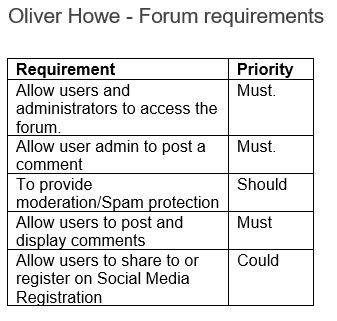 Oliver Howe - Forum requirements
Requirement Priority
Allow users and Must.
administrators to access the
forum.
Allow user admin to post a Must.
comment
To provide Should
moderation/Spam protection
Allow users to post and Must
display comments
Allow users to share to or Could
register on Social Media
Registration